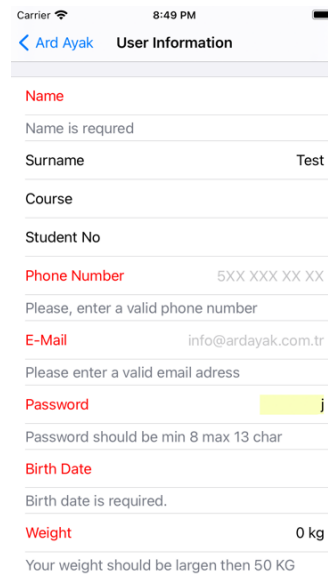 Carrier 8:49 PM
Ard Ayak User Information
Name
Name is requred
Surname Test
Course
Student No
Phone Number 5XX XXX XX XX
Please, enter a valid phone number
E-Mail info@ardayak.com.tr
Please enter a valid email adress
Password j
Password should be min 8 max 13 char
Birth Date
Birth date is required.
Weight 0 kg
Your weight should be largen then 50 KG